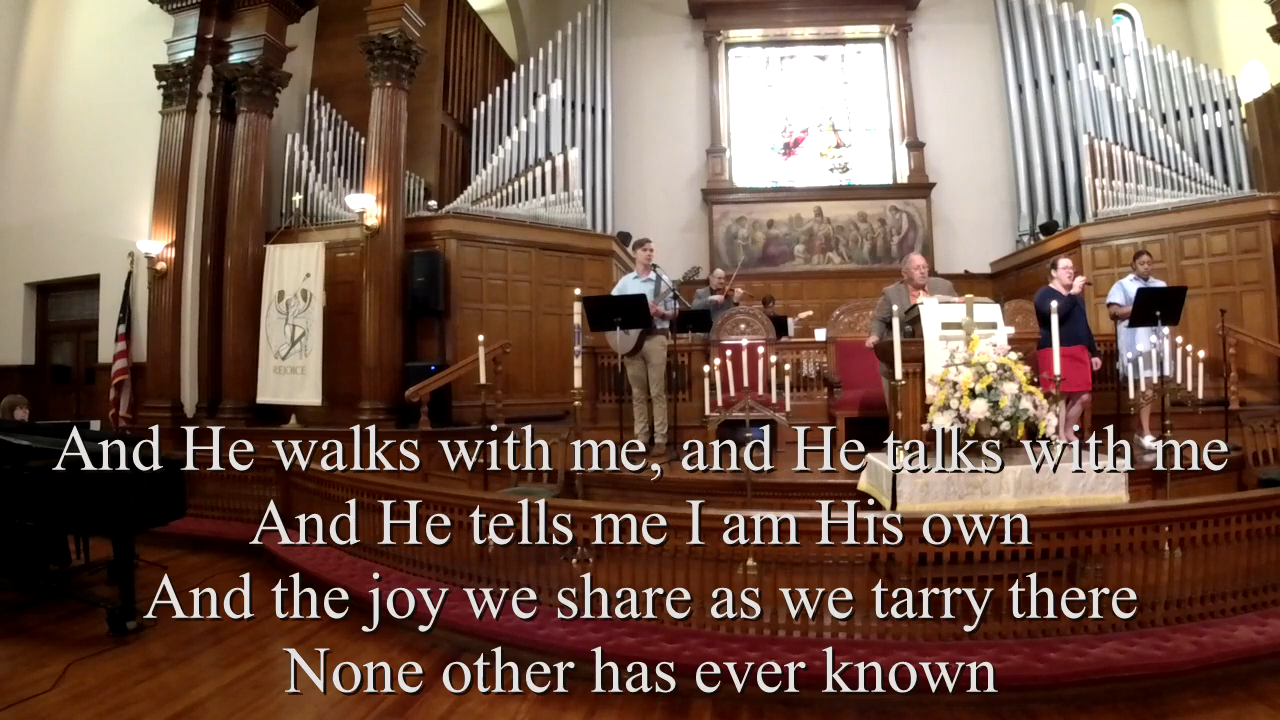 REJOICE
And He walks with me, and He talks with me
And He tells me I am His own
And the joy we share as we tarry there
None other has ever known